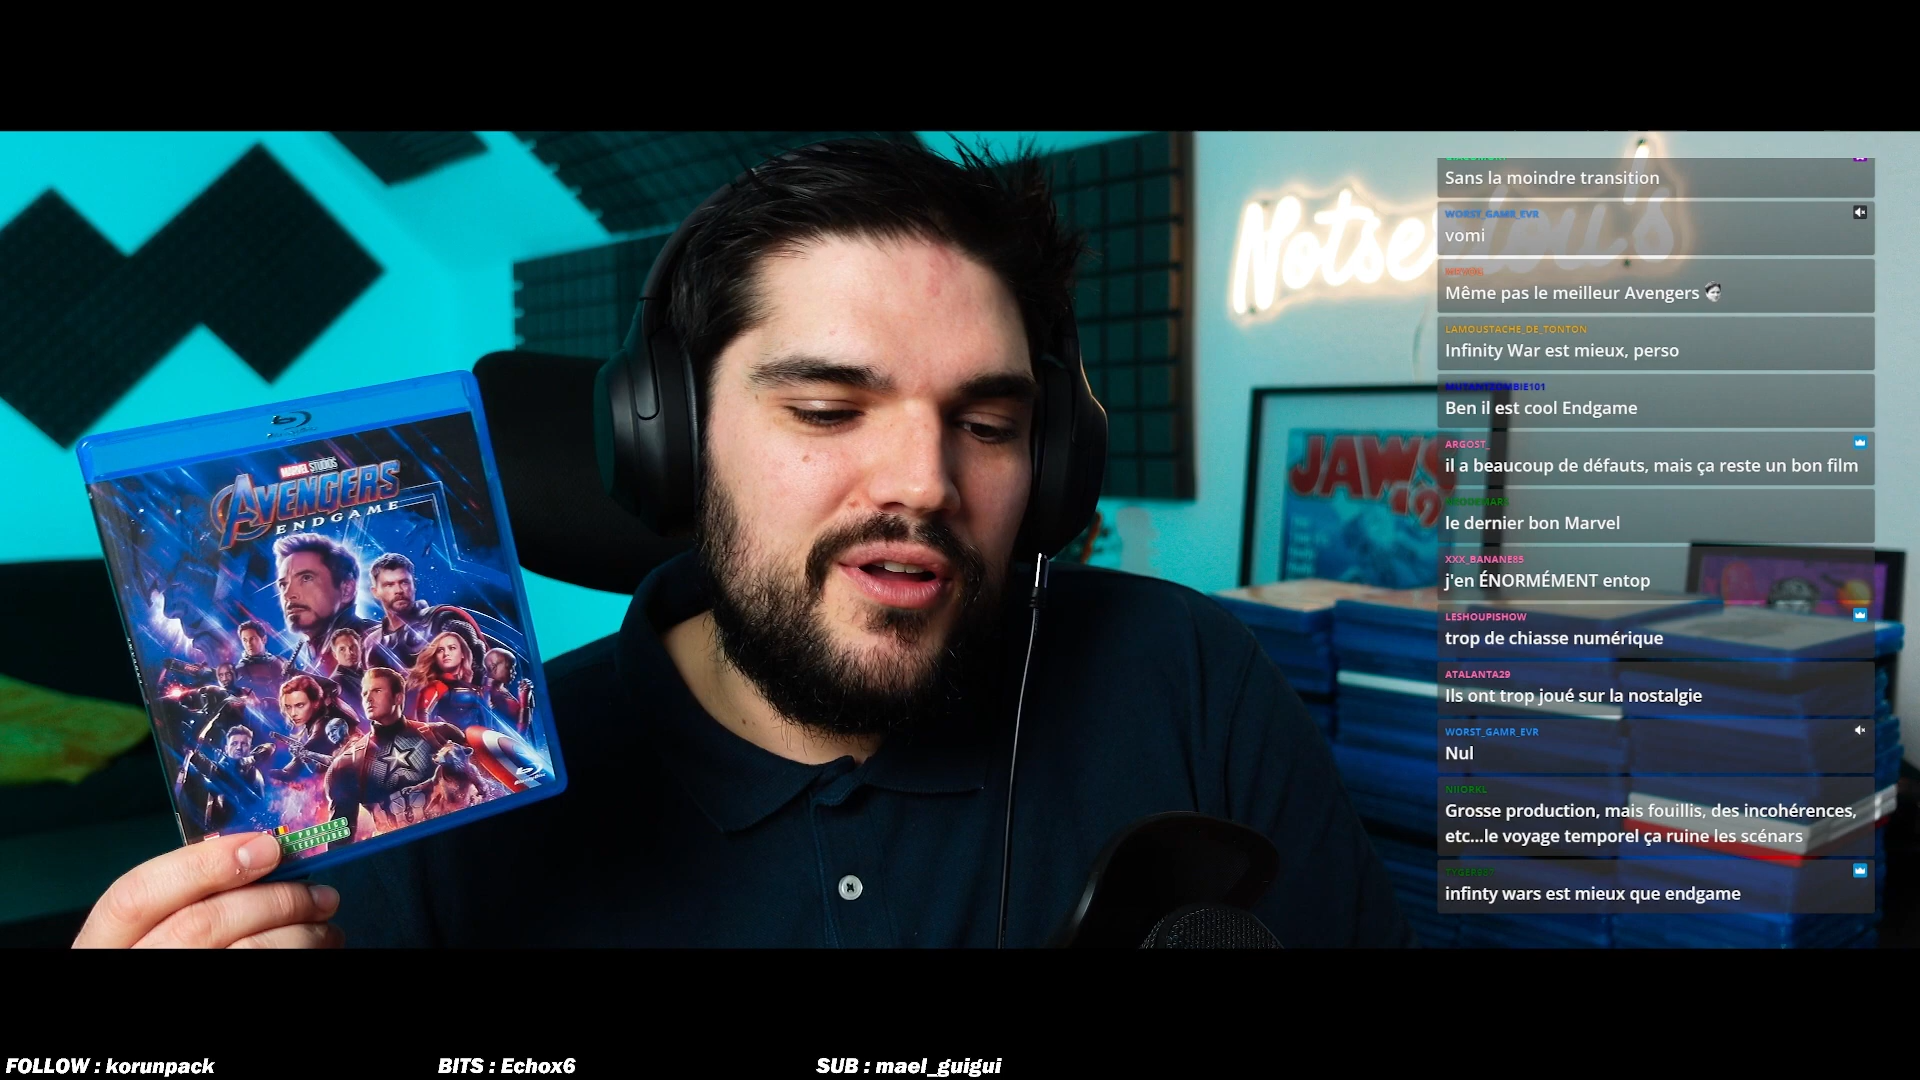 Sans la moindre transition
WORST_GAMR_EVR
vomi
Même pas le meilleur Avengers
LAMOUSTACHE_DE_TONTON
Infinity War est mieux, perso
Ben il est cool Endgame
ARGOST_
il a beaucoup de défauts, mais ça reste un bon film
le dernier bon Marvel
XXX_BANANE85
j'en ÉNORMÉMENT entop
LESHOUPISHOW
trop de chiasse numérique
ATALANTA29
Ils ont trop joué sur la nostalgie
WORST_GAMR_EVR
Nul
NIIORKL
Grosse production, mais fouillis, des incohérences,
etc...le voyage temporel ça ruine les scénars
infinty wars est mieux que endgame
JAWS
MARVEL STUDIOS
AVENGERS
ENDGAME
FOLLOW : korunpack
BITS : Echox6
SUB : mael_guigui